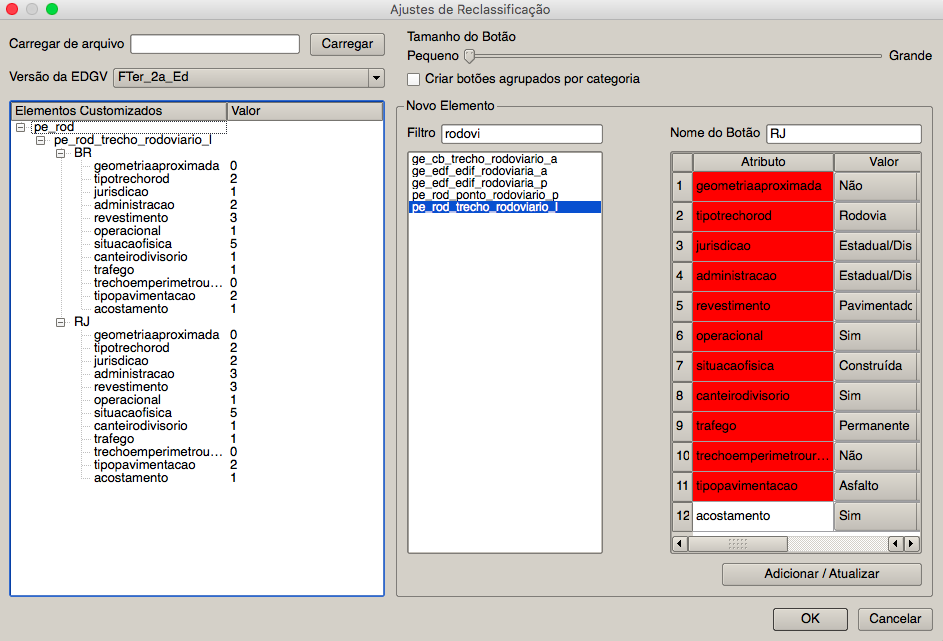 Ajustes de Reclassificação
Carregar de arquivo
Carregar
Versão da EDGV
FTer_2a_Ed
Elementos Customizados Valor
pe_rod
pe_rod_trecho_rodoviario_l
BR
geometriaaproximada 0
tipotrechorod 2
jurisdicao 1
administracao 2
revestimento 3
operacional 1
situacaofisica 5
canteirodivisorio 1
trafego 1
trechoemperimetrou... 0
tipopavimentacao 2
acostamento 1
RJ
geometriaaproximada 0
tipotrechorod 2
jurisdicao 2
administracao 3
revestimento 3
operacional 1
situacaofisica 5
canteirodivisorio 1
trafego 1
trechoemperimetrou... 0
tipopavimentacao 2
acostamento 1
Tamanho do Botão
Pequeno Grande
Criar botões agrupados por categoria
Novo Elemento
Filtro rodovi
ge_cb_trecho_rodoviario_a
ge_edf_edif_rodoviaria_a
ge_edf_edif_rodoviaria_p
pe_rod_ponto_rodoviario_p
pe_rod_trecho_rodoviario_l
Nome do Botão RJ
Atributo Valor
1 geometriaaproximada Não
2 tipotrechorod Rodovia
3 jurisdicao Estadual/Dis
4 administracao Estadual/Dis
5 revestimento Pavimentado
6 operacional Sim
7 situacaofisica Construída
8 canteirodivisorio Sim
9 trafego Permanente
10 trechoemperimetrour... Não
11 tipopavimentacao Asfalto
12 acostamento Sim
Adicionar / Atualizar
OK
Cancelar